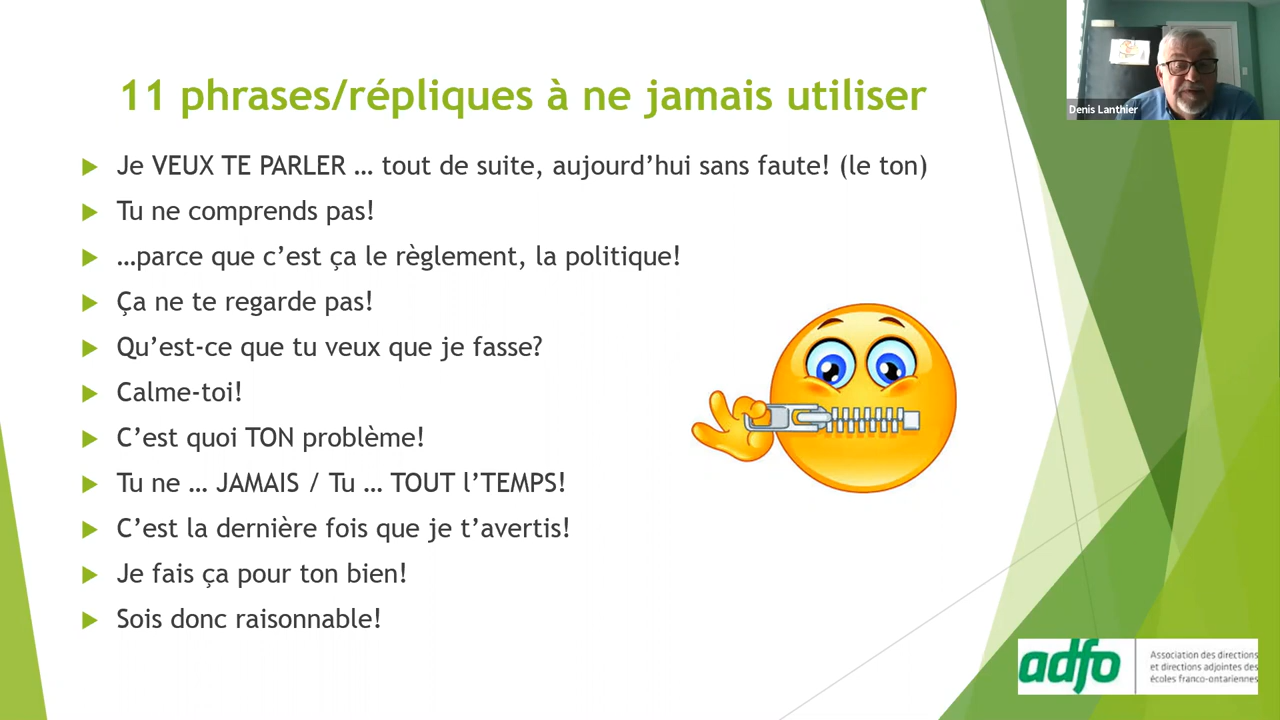 11 phrases/répliques à ne jamais utiliser
Denis Lanthier
Je VEUX TE PARLER … tout de suite, aujourd’hui sans faute! (le ton)
Tu ne comprends pas!
…parce que c’est ça le règlement, la politique!
Ça ne te regarde pas!
Qu’est-ce que tu veux que je fasse?
Calme-toi!
C’est quoi TON problème!
Tu ne … JAMAIS / Tu … TOUT l’TEMPS!
C’est la dernière fois que je t’avertis!
Je fais ça pour ton bien!
Sois donc raisonnable!
adfo
Association des directions
et directions adjointes des
écoles franco-ontariennes